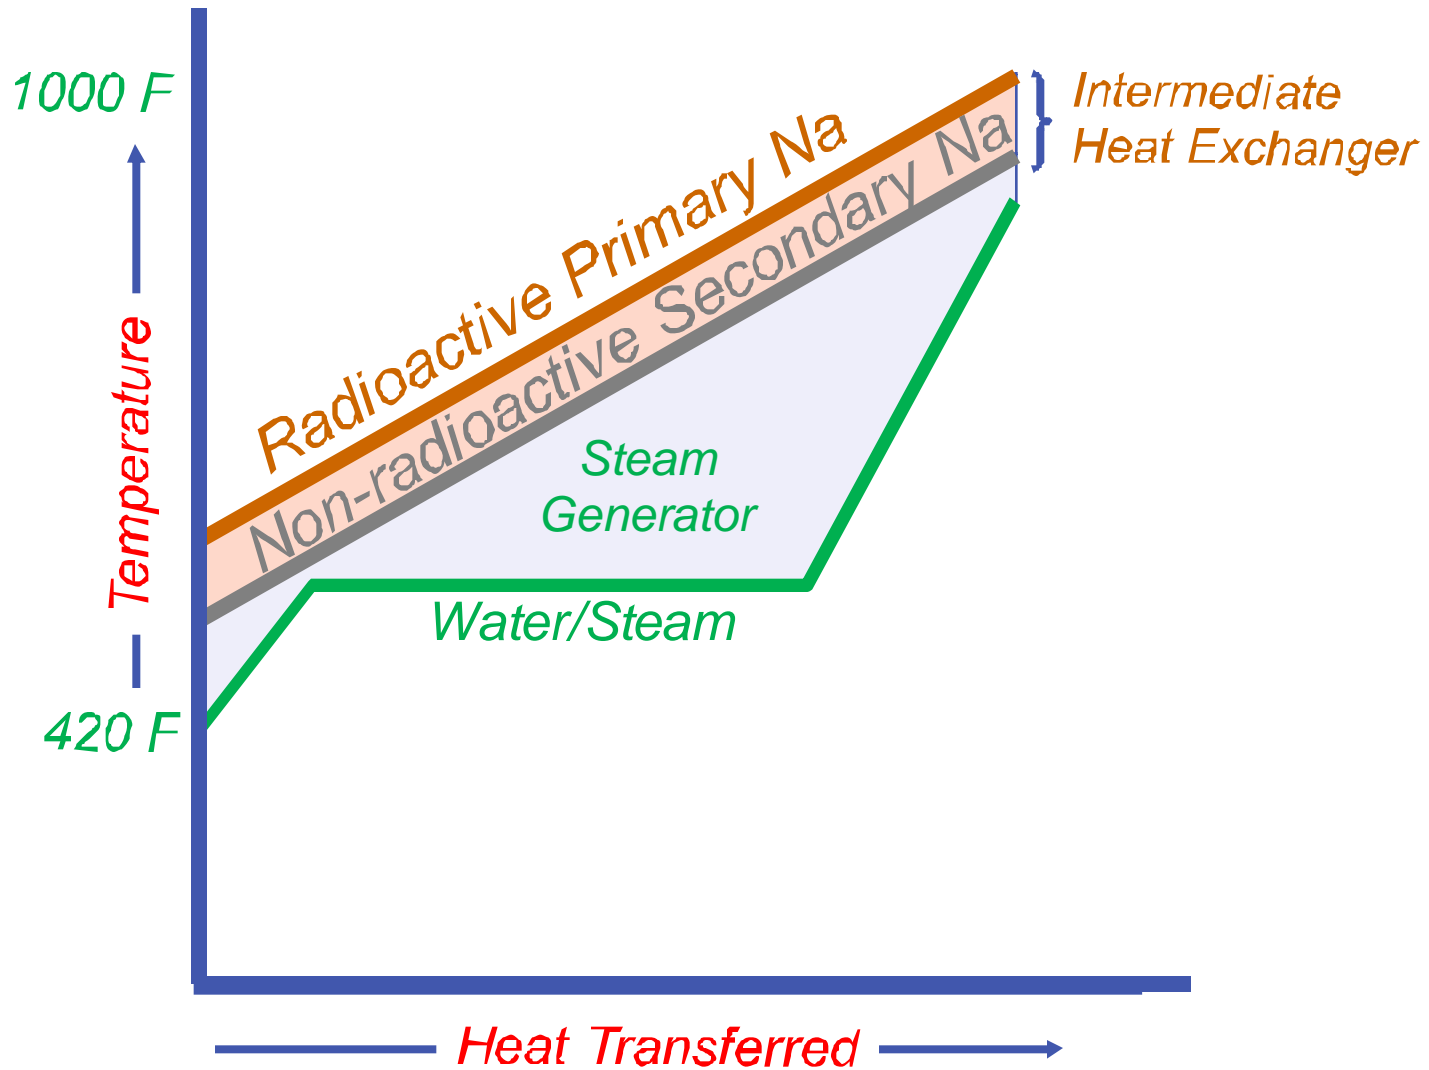 1000 F
Intermediate
Heat Exchanger
Radioactive Primary Na
Non-radioactive Secondary Na
Temperature
Steam
Generator
Water/Steam
420 F
Heat Transferred